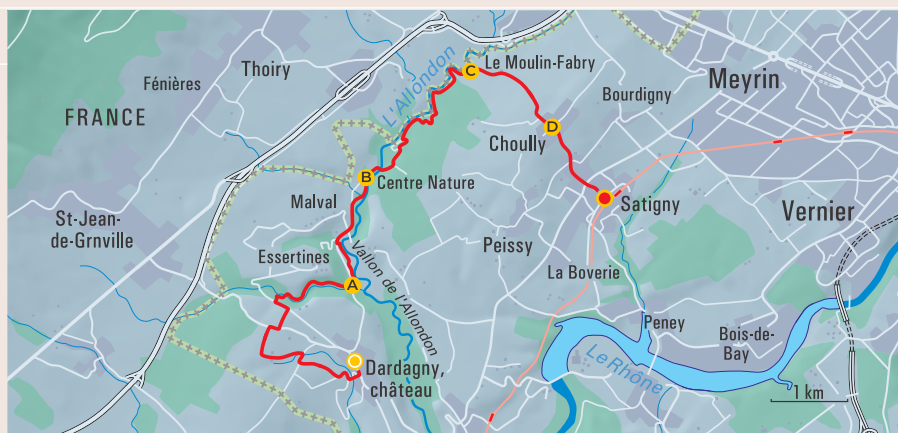 L'Allondon
C
Le Moulin-Fabry
Thoiry
Meyrin
Fénières
Bourdigny
FRANCE
D
Choully
B
Centre Nature
Malval
Satigny
St-Jean-
de-Grnville
Vernier
Peissy
Essertines
Vallon de l'Allondon
La Boverie
A
Peney
Bois-de-
Bay
Le Rhône
Dardagny,
château
1 km